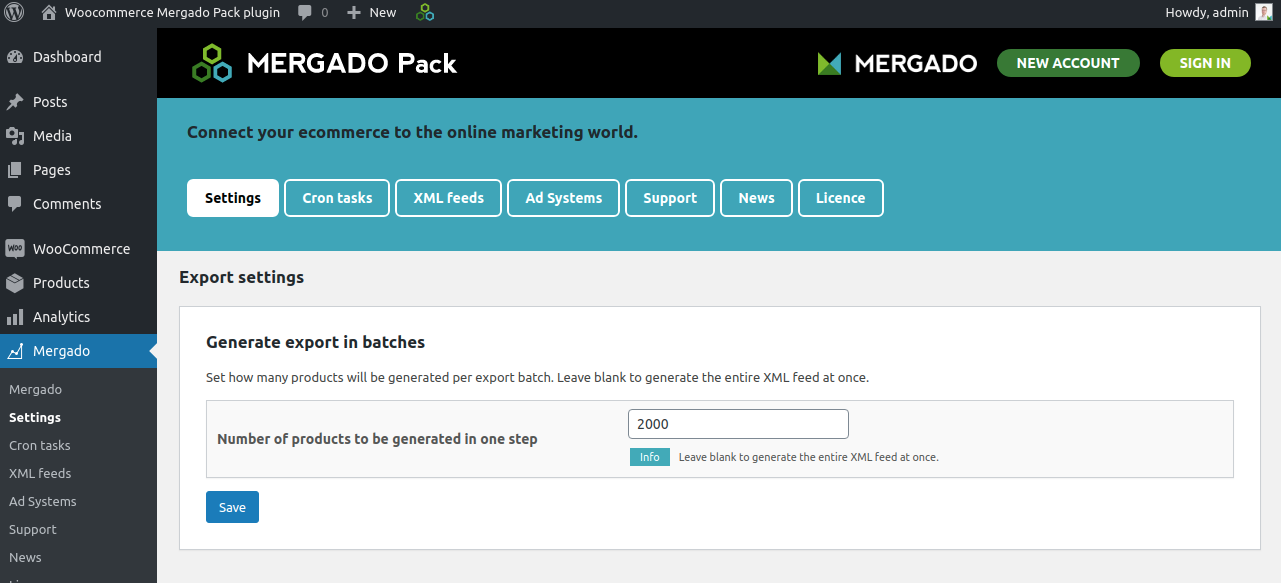 Woocommerce Mergado Pack plugin 0 New Howdy, admin
Dashboard
Posts
Media
Pages
Comments
WOO WooCommerce
Products
Analytics
Mergado
Mergado
Settings
Cron tasks
XML feeds
Ad Systems
Support
News
MERGADO Pack MERGADO NEW ACCOUNT SIGN IN
Connect your ecommerce to the online marketing world.
Settings Cron tasks XML feeds Ad Systems Support News Licence
Export settings
Generate export in batches
Set how many products will be generated per export batch. Leave blank to generate the entire XML feed at once.
Number of products to be generated in one step
2000
Info Leave blank to generate the entire XML feed at once.
Save